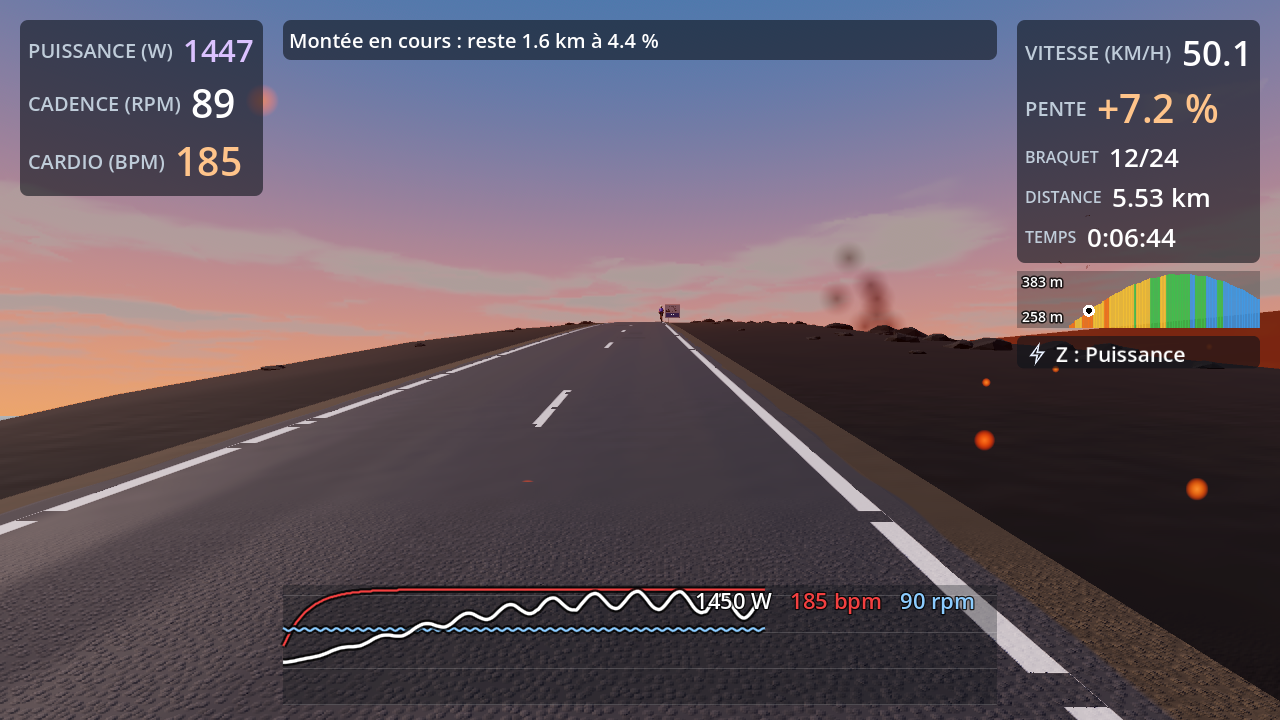 PUISSANCE (W) 1447
CADENCE (RPM) 89
CARDIO (BPM) 185
Montée en cours : reste 1.6 km à 4.4 %
VITESSE (KM/H) 50.1
PENTE +7.2 %
BRAQUET 12/24
DISTANCE 5.53 km
TEMPS 0:06:44
383 m
258 m
Z : Puissance
1450 W 185 bpm 90 rpm